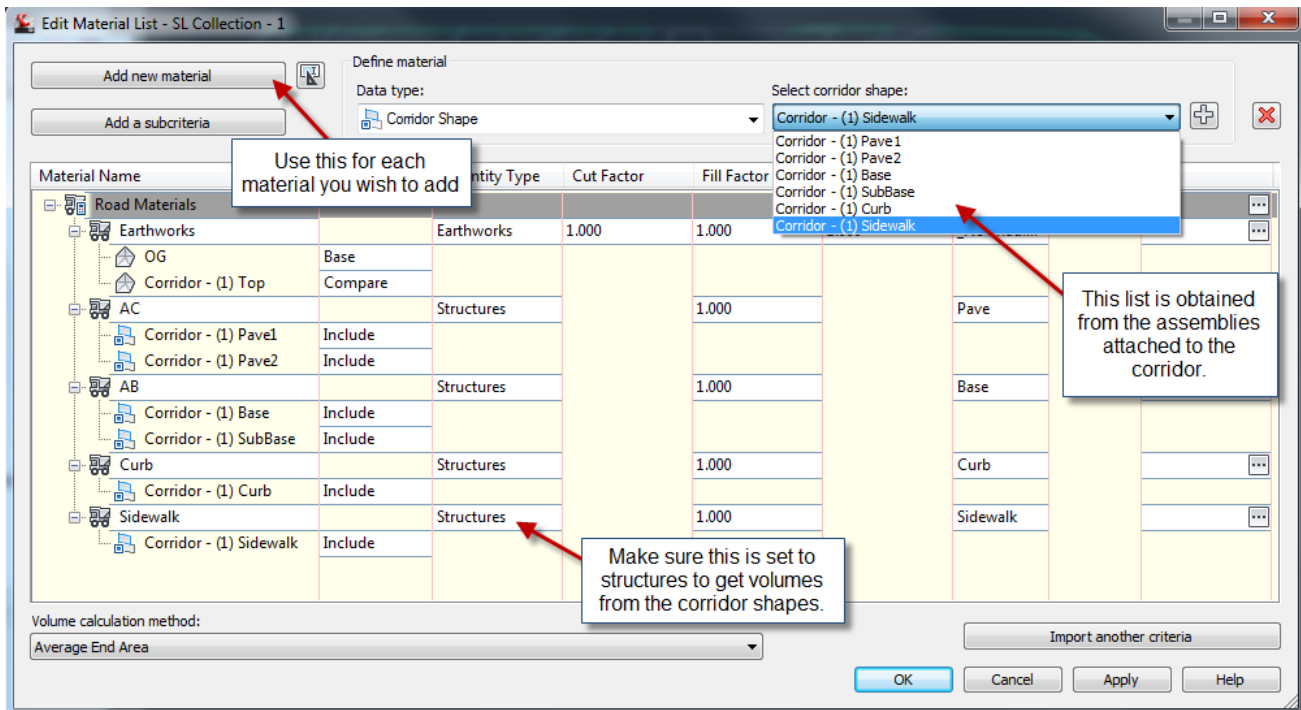 Edit Material List - SL Collection - 1
Define material
Add new material
Data type:
Select corridor shape:
Corridor Shape
Corridor - (1) Sidewalk
Add a subcriteria
Corridor - (1) Pave1
Corridor - (1) Pave2
Corridor - (1) Base
Corridor - (1) SubBase
Corridor - (1) Curb
Corridor - (1) Sidewalk
Use this for each
material you wish to add
Material Name
ntity Type
Cut Factor
Fill Factor
Road Materials
Earthworks Earthworks 1.000 1.000
OG Base
Corridor - (1) Top Compare
AC Structures 1.000 Pave
Corridor - (1) Pave1 Include
Corridor - (1) Pave2 Include
AB Structures 1.000 Base
Corridor - (1) Base Include
Corridor - (1) SubBase Include
Curb Structures 1.000 Curb
Corridor - (1) Curb Include
Sidewalk Structures 1.000 Sidewalk
Corridor - (1) Sidewalk Include
This list is obtained
from the assemblies
attached to the
corridor.
Make sure this is set to
structures to get volumes
from the corridor shapes.
Volume calculation method:
Average End Area
Import another criteria
OK
Cancel
Apply
Help